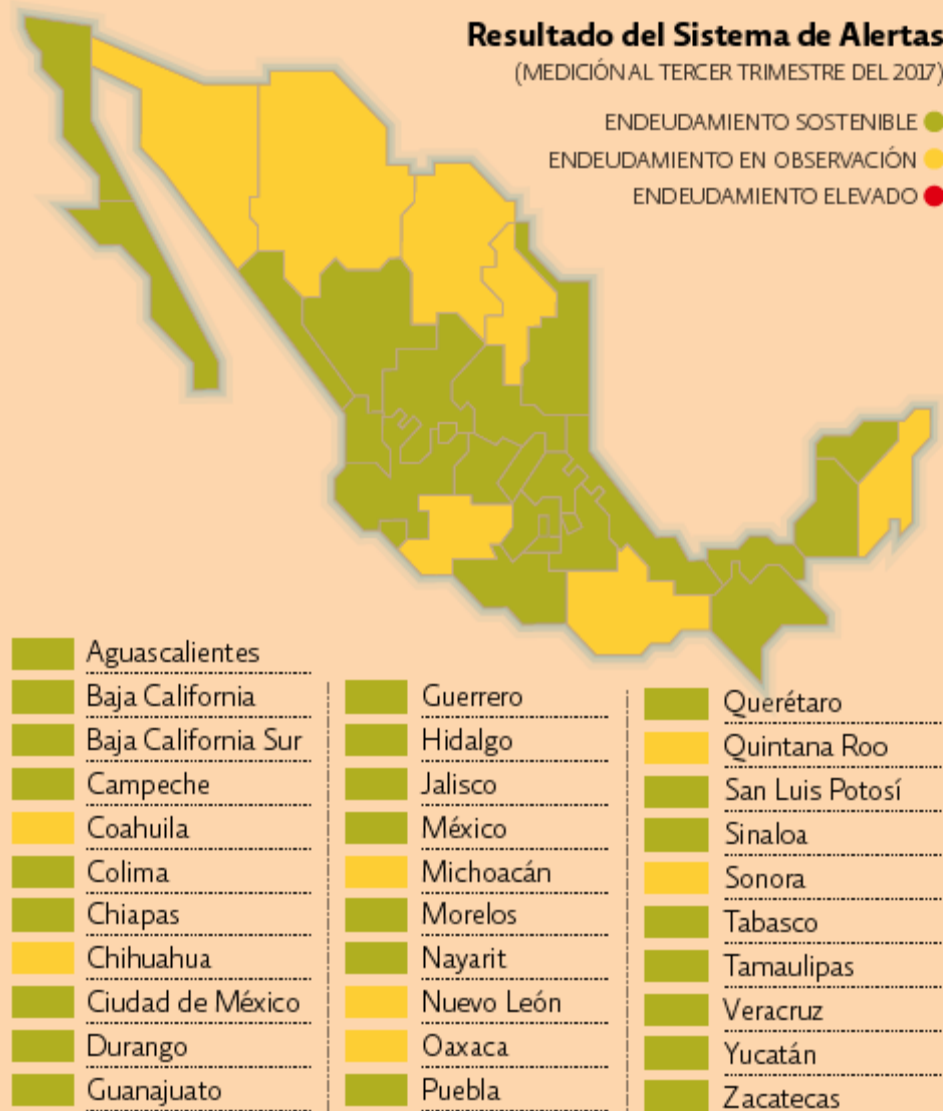 Resultado del Sistema de Alertas
(MEDICIÓN AL TERCER TRIMESTRE DEL 2017)
ENDEUDAMIENTO SOSTENIBLE
ENDEUDAMIENTO EN OBSERVACIÓN
ENDEUDAMIENTO ELEVADO
Aguascalientes
Baja California
Baja California Sur
Campeche
Coahuila
Colima
Chiapas
Chihuahua
Ciudad de México
Durango
Guanajuato
Guerrero
Hidalgo
Jalisco
México
Michoacán
Morelos
Nayarit
Nuevo León
Oaxaca
Puebla
Querétaro
Quintana Roo
San Luis Potosí
Sinaloa
Sonora
Tabasco
Tamaulipas
Veracruz
Yucatán
Zacatecas